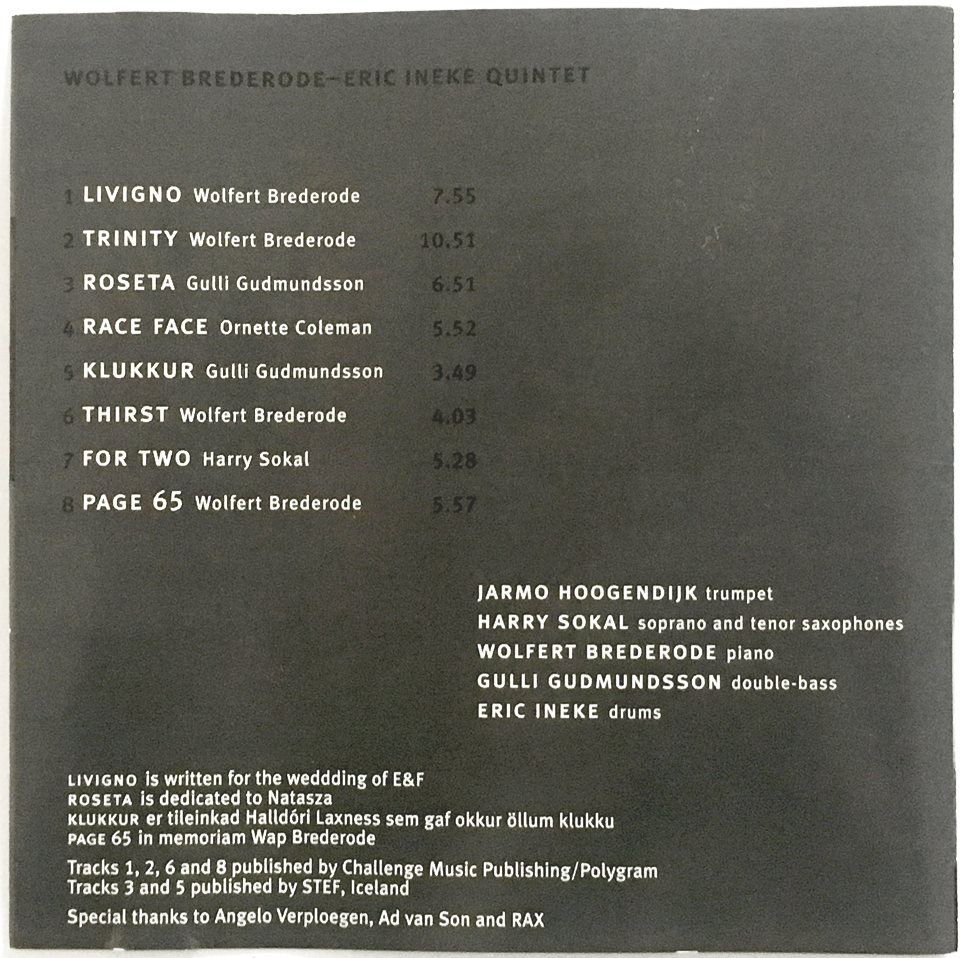 WOLFERT BREDERODE–ERIC INEKE QUINTET
1 LIVIGNO Wolfert Brederode 7.55
2 TRINITY Wolfert Brederode 10.51
3 ROSETA Gulli Gudmundsson 6.51
4 RACE FACE Ornette Coleman 5.52
5 KLUKKUR Gulli Gudmundsson 3.49
6 THIRST Wolfert Brederode 4.03
7 FOR TWO Harry Sokal 5.28
8 PAGE 65 Wolfert Brederode 5.57
JARMO HOOGENDIJK trumpet
HARRY SOKAL soprano and tenor saxophones
WOLFERT BREDERODE piano
GULLI GUDMUNDSSON double-bass
ERIC INEKE drums
LIVIGNO is written for the weddding of E&F
ROSETA is dedicated to Natasza
KLUKKUR er tileinkad Halldóri Laxness sem gaf okkur öllum klukku
PAGE 65 in memoriam Wap Brederode
Tracks 1, 2, 6 and 8 published by Challenge Music Publishing/Polygram
Tracks 3 and 5 published by STEF, Iceland
Special thanks to Angelo Verploegen, Ad van Son and RAX